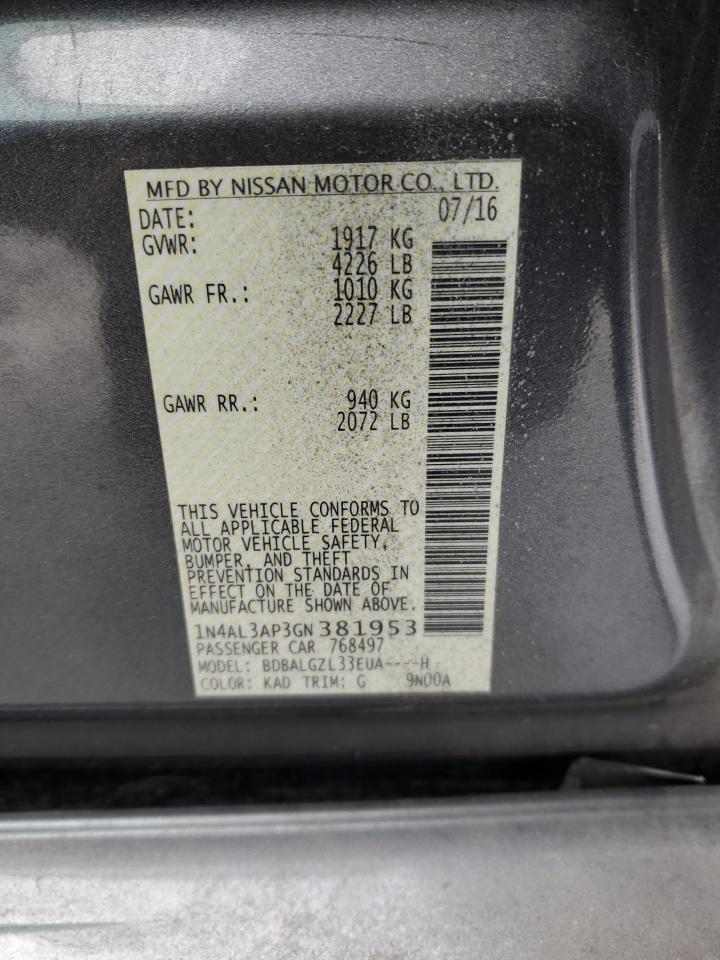 MFD BY NISSAN MOTOR CO., LTD.
DATE: 07/16
GVWR: 1917 KG
4226 LB
GAWR FR.: 1010 KG
2227 LB
GAWR RR.: 940 KG
2072 LB
THIS VEHICLE CONFORMS TO
ALL APPLICABLE FEDERAL
MOTOR VEHICLE SAFETY,
BUMPER, AND THEFT
PREVENTION STANDARDS IN
EFFECT ON THE DATE OF
MANUFACTURE SHOWN ABOVE.
1N4AL3AP3GN381953
PASSENGER CAR 768497
MODEL: BDBALGZL33EUA----H
COLOR: KAD TRIM: G 9N00A